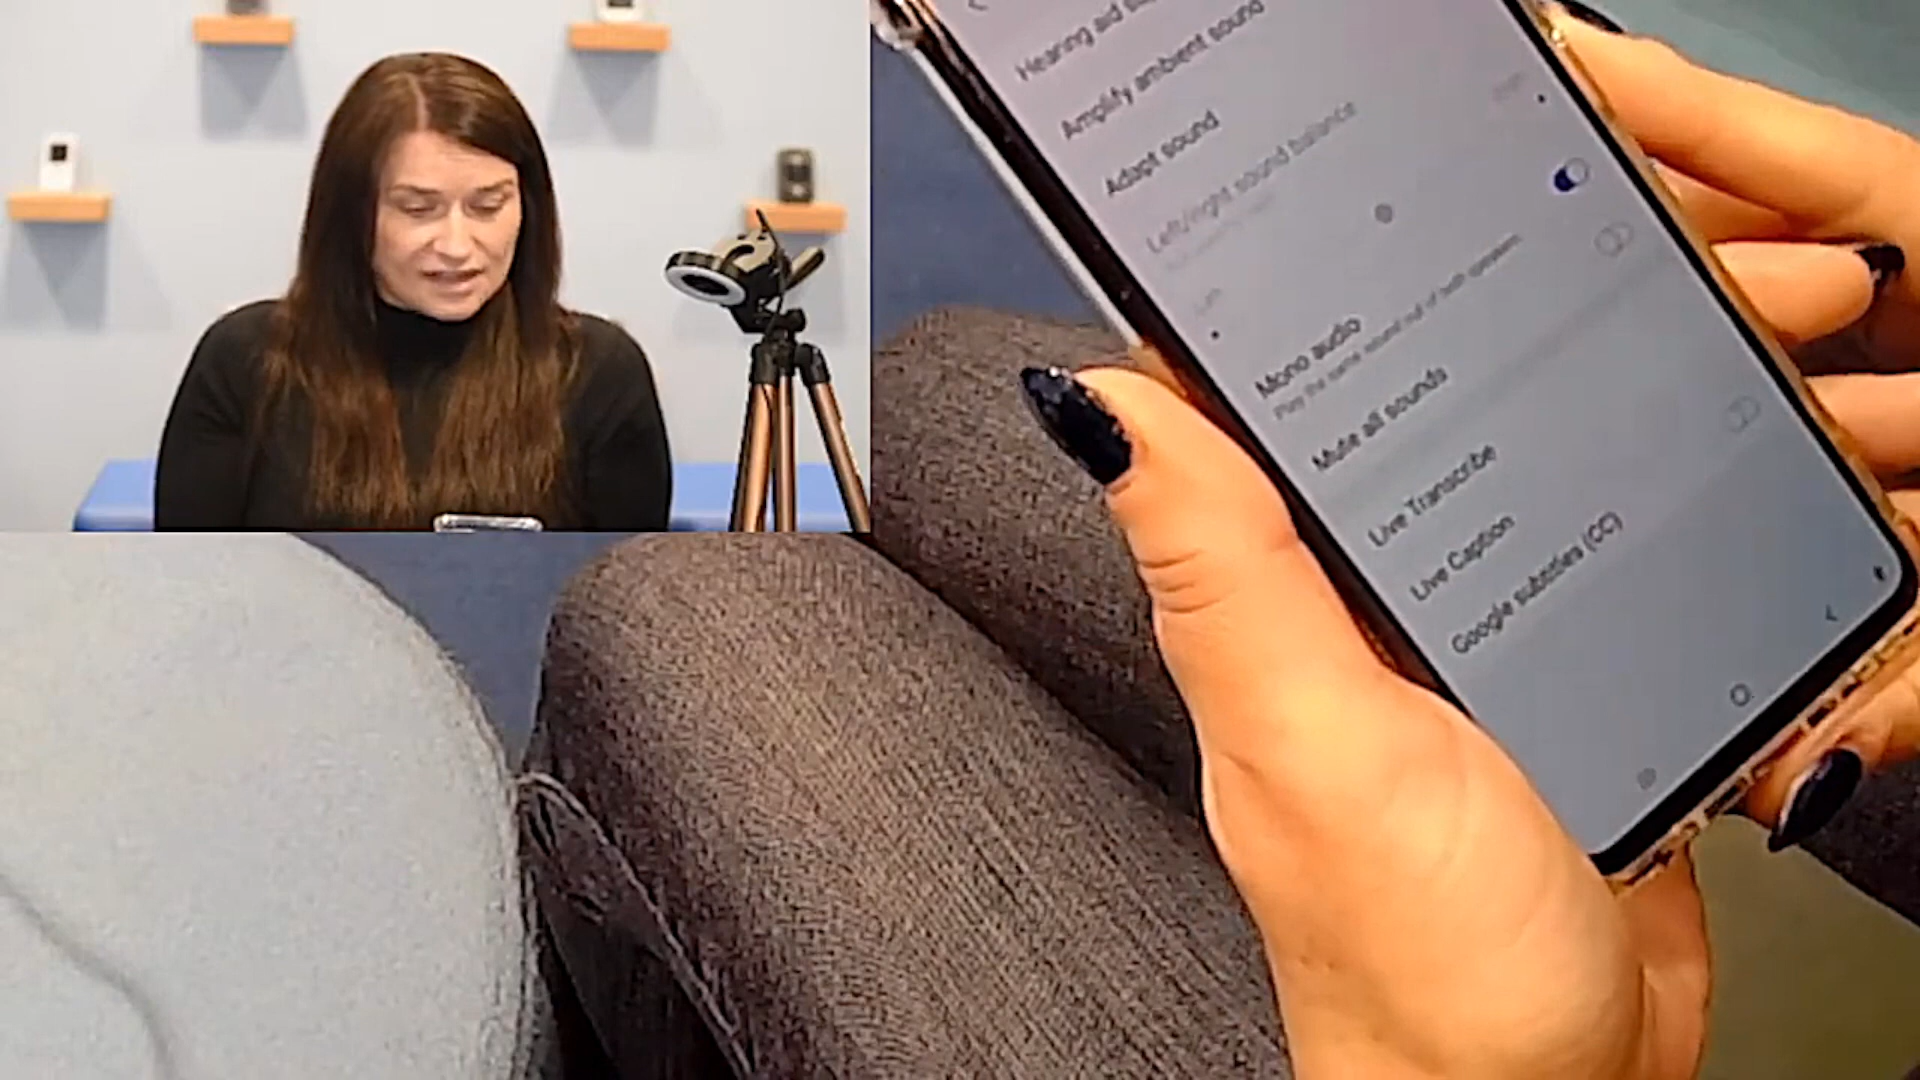 Hearing aid
Amplify ambient sound
Adapt sound
Left/right sound balance
Left
Mono audio
Play the same sound out of both speakers
Mute all sounds
Live Transcribe
Live Caption
Google subtitles (CC)